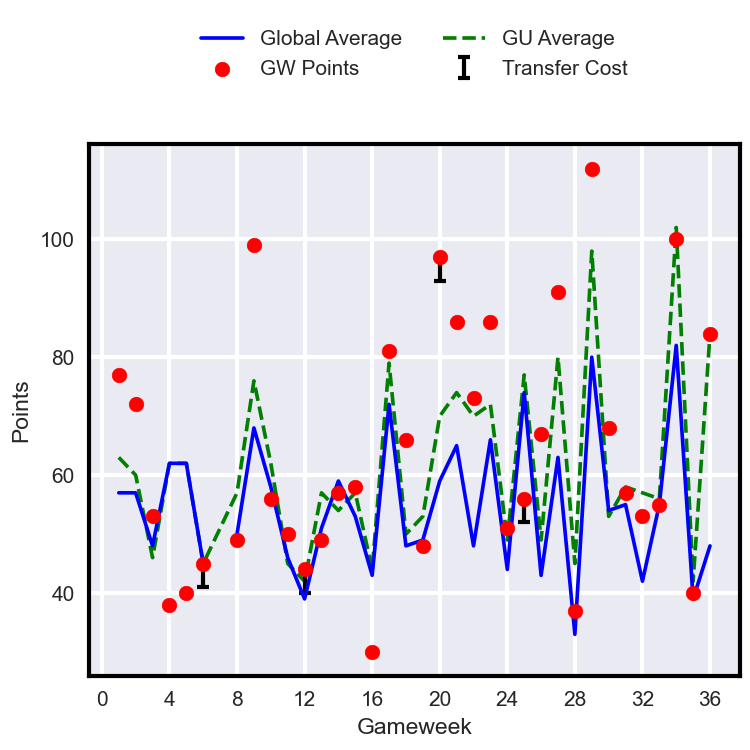 Global Average
GU Average
GW Points
Transfer Cost
100
80
60
40
Points
0 4 8 12 16 20 24 28 32 36
Gameweek